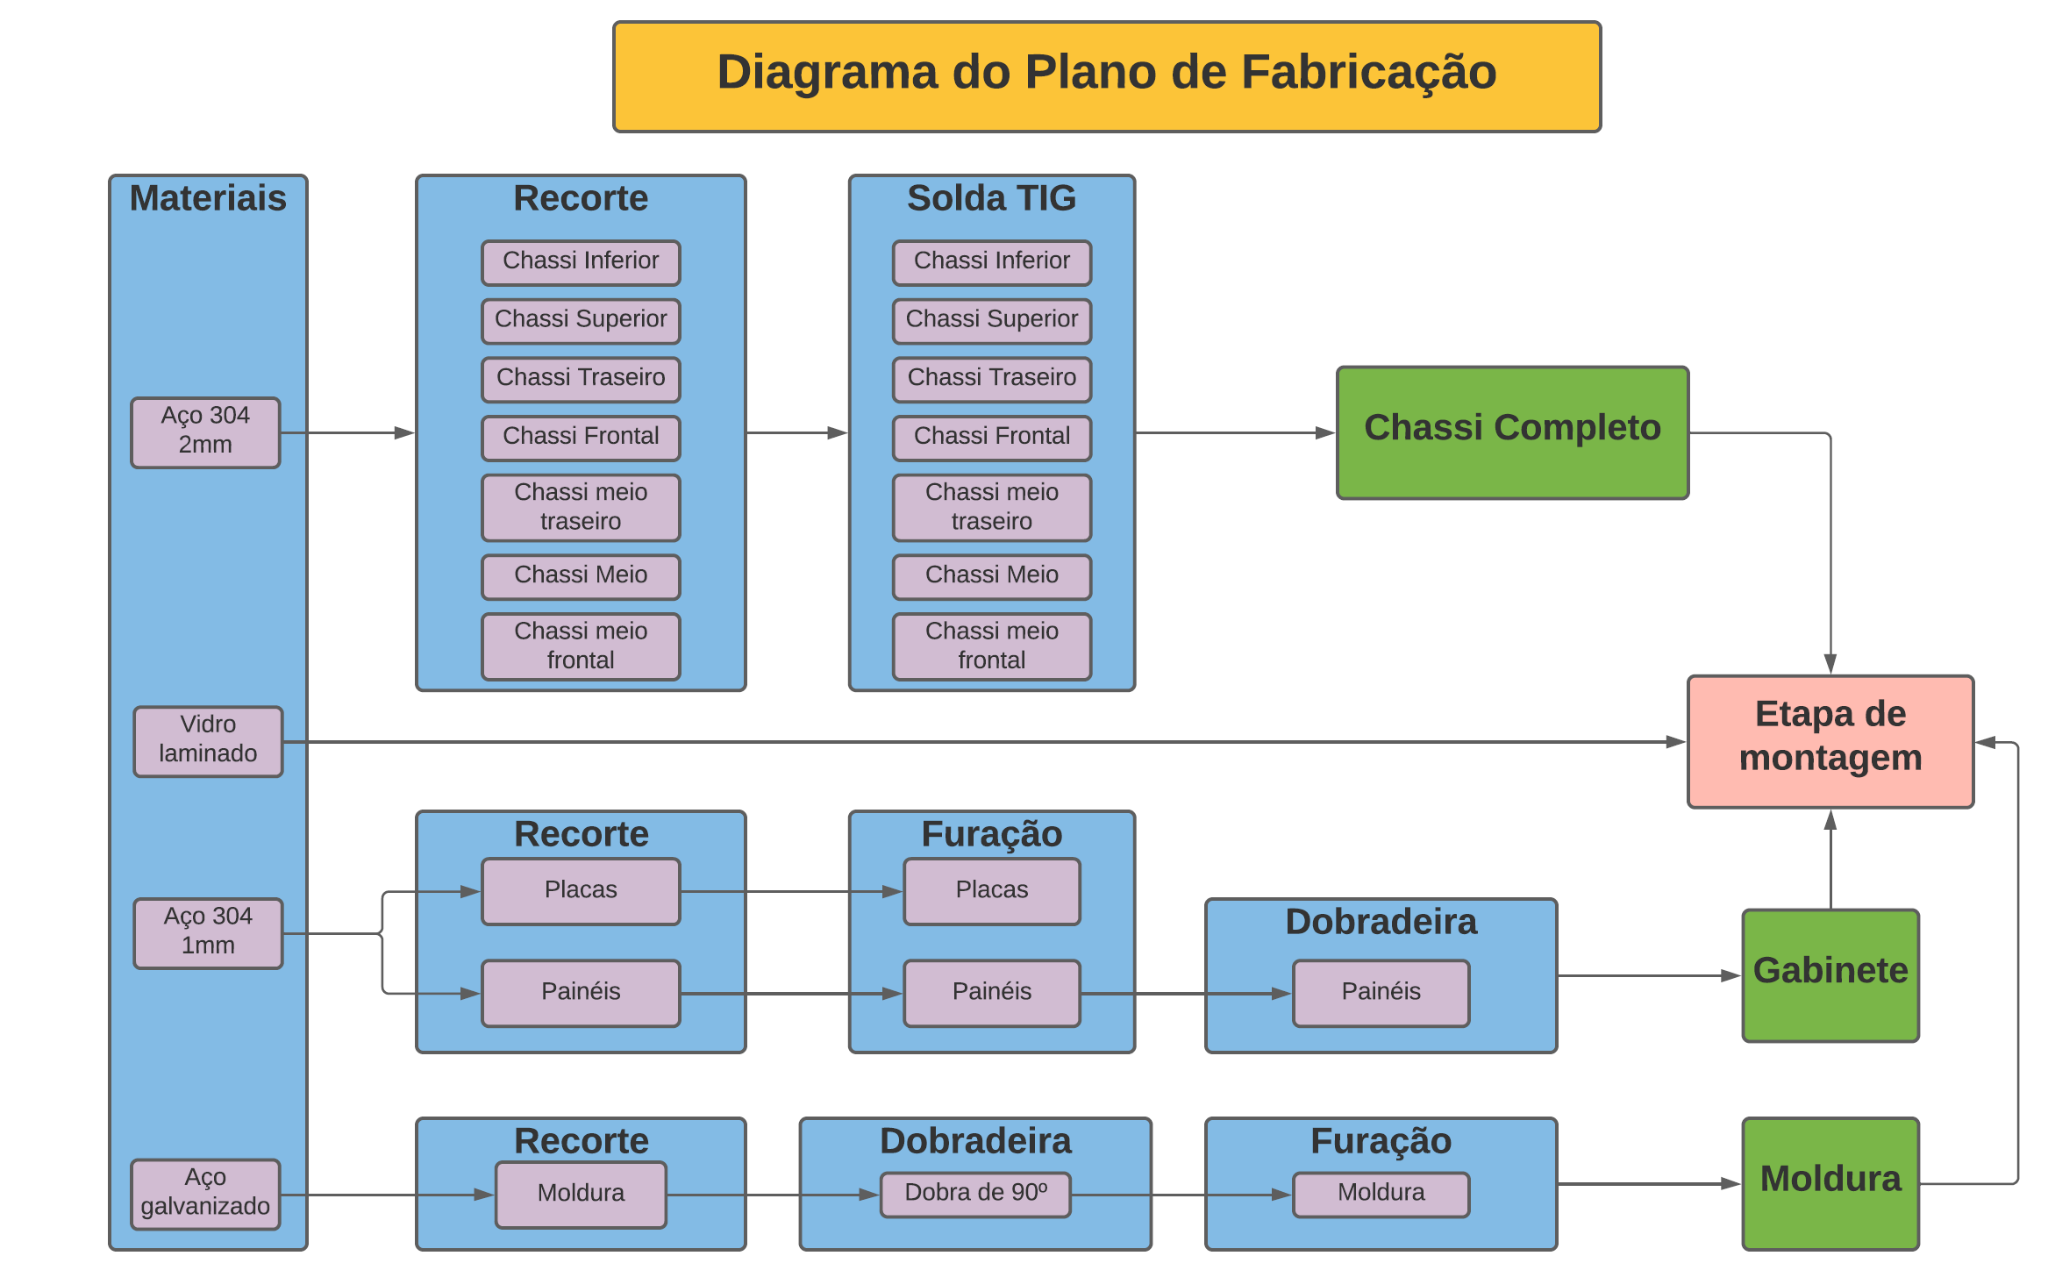 Diagrama do Plano de Fabricação
Materiais
Aço 304
2mm
Vidro
laminado
Aço 304
1mm
Aço
galvanizado
Recorte
Chassi Inferior
Chassi Superior
Chassi Traseiro
Chassi Frontal
Chassi meio
traseiro
Chassi Meio
Chassi meio
frontal
Solda TIG
Chassi Inferior
Chassi Superior
Chassi Traseiro
Chassi Frontal
Chassi meio
traseiro
Chassi Meio
Chassi meio
frontal
Chassi Completo
Etapa de
montagem
Recorte
Placas
Painéis
Furação
Placas
Painéis
Dobradeira
Painéis
Gabinete
Recorte
Moldura
Dobradeira
Dobra de 90º
Furação
Moldura
Moldura